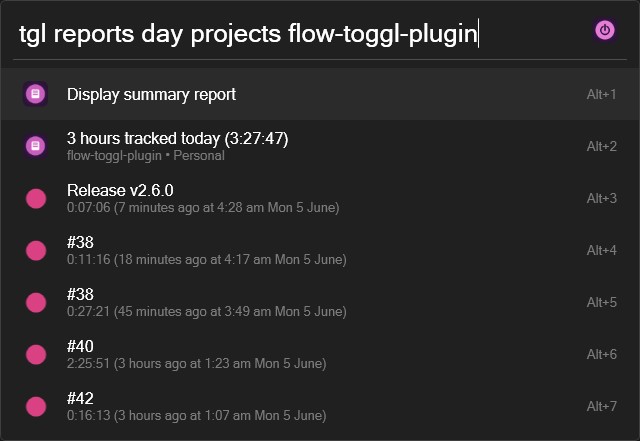 tgl reports day projects flow-toggl-plugin
Display summary report Alt+1
3 hours tracked today (3:27:47) Alt+2
flow-toggl-plugin • Personal
Release v2.6.0 Alt+3
0:07:06 (7 minutes ago at 4:28 am Mon 5 June)
#38 Alt+4
0:11:16 (18 minutes ago at 4:17 am Mon 5 June)
#38 Alt+5
0:27:21 (45 minutes ago at 3:49 am Mon 5 June)
#40 Alt+6
2:25:51 (3 hours ago at 1:23 am Mon 5 June)
#42 Alt+7
0:16:13 (3 hours ago at 1:07 am Mon 5 June)